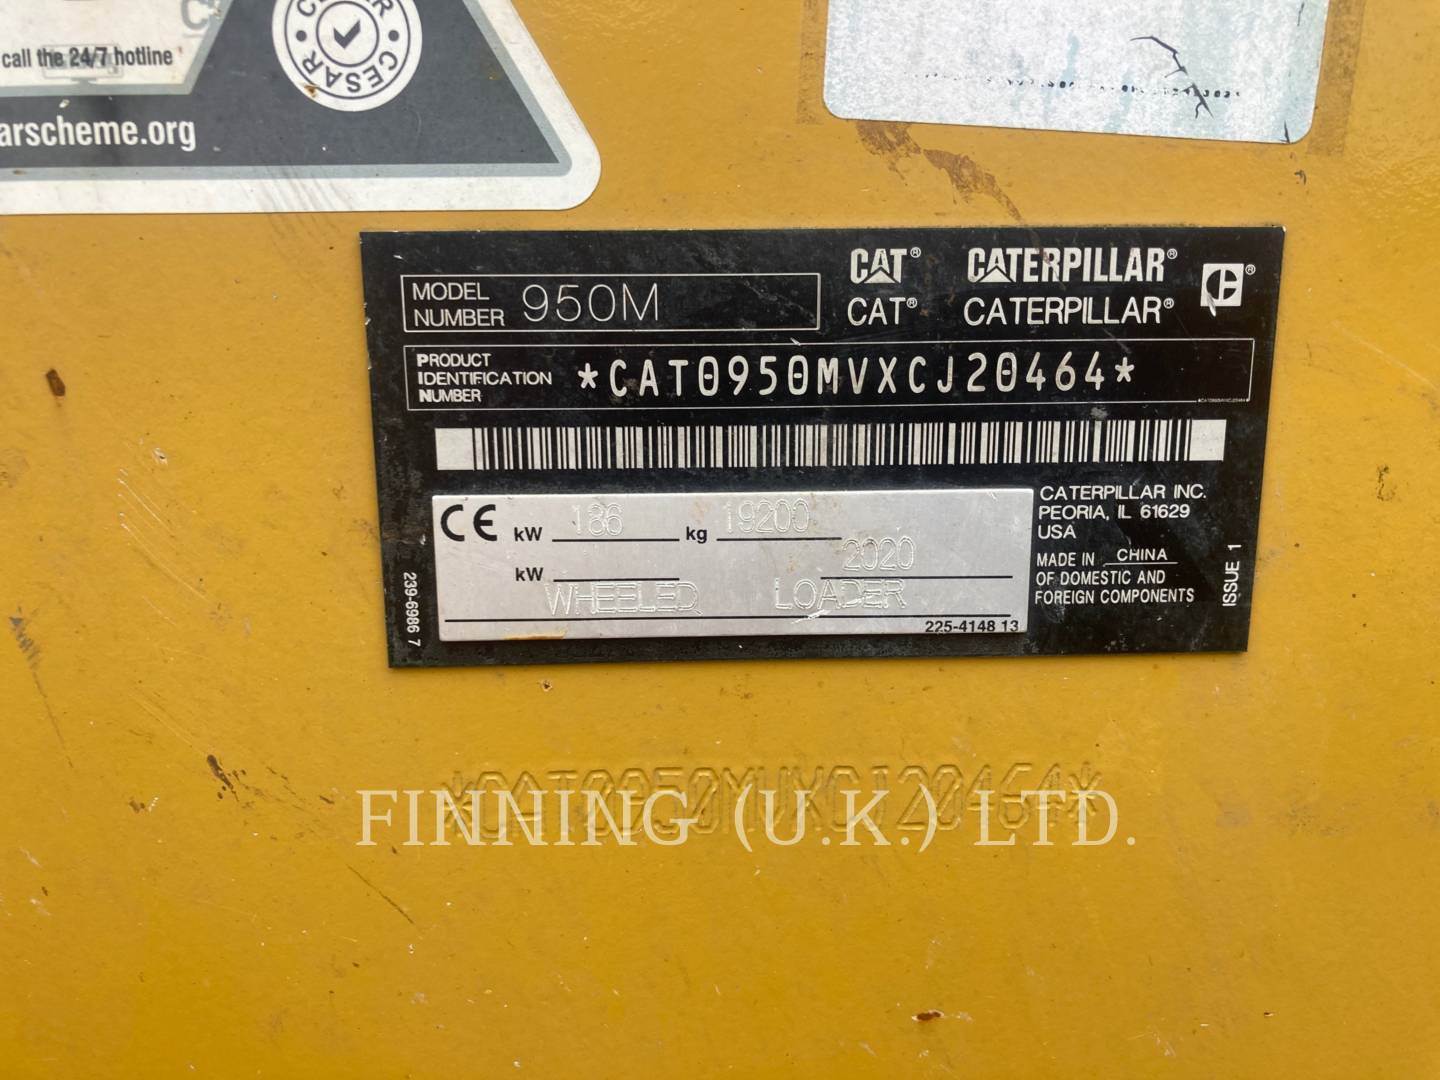 call the 24/7 hotline
arscheme.org
CESAR
MODEL NUMBER 950M
CAT® CATERPILLAR®
CAT® CATERPILLAR®
PRODUCT IDENTIFICATION NUMBER *CAT0950MVXCJ20464*
CE kW 186 kg 19200
kW 2020
WHEELED LOADER
225-4148 13
239-6986 7
CATERPILLAR INC.
PEORIA, IL 61629
USA
MADE IN CHINA
OF DOMESTIC AND
FOREIGN COMPONENTS
ISSUE 1
*CAT0950MVXCJ20464*
FINNING (U.K.) LTD.